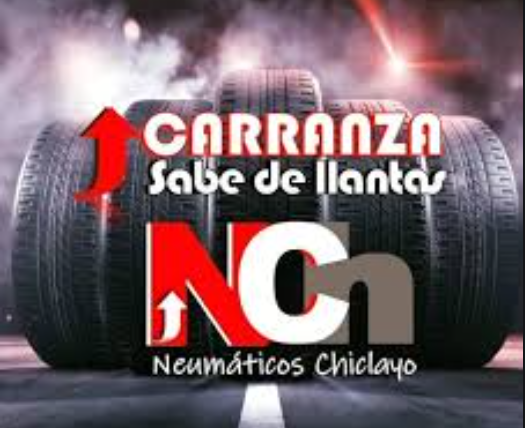 CARRANZA
Sabe de llantas
NCh
Neumáticos Chiclayo